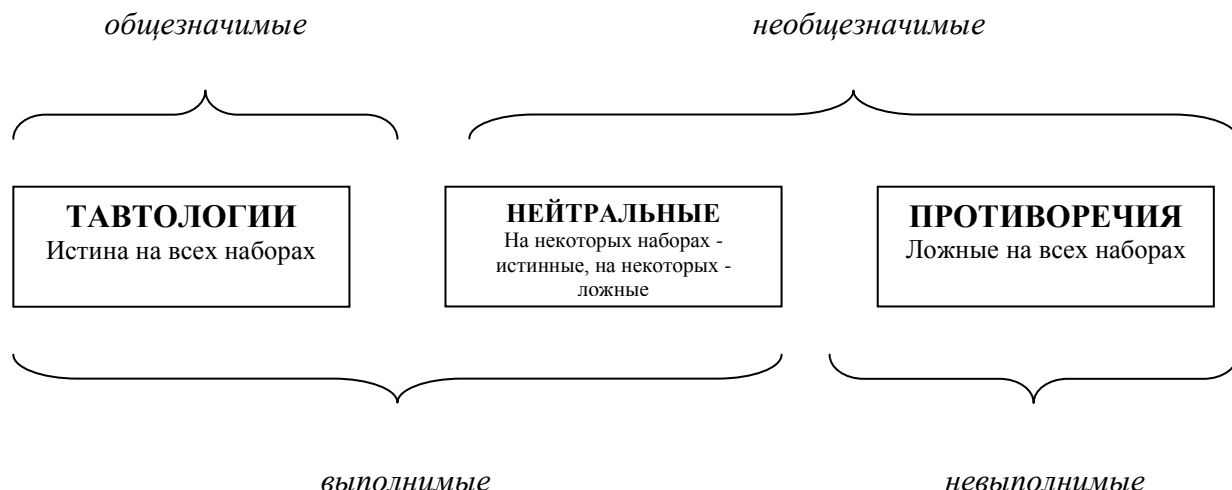 общезначимые
необщезначимые
ТАВТОЛОГИИ
Истина на всех наборах
НЕЙТРАЛЬНЫЕ
На некоторых наборах -
истинные, на некоторых -
ложные
ПРОТИВОРЕЧИЯ
Ложные на всех наборах
выполнимые
невыполнимые